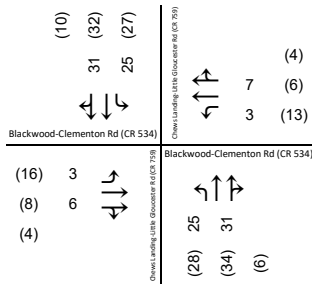 (10) (32) (27)
31 25
Blackwood-Clementon Rd (CR 534)
Chews Landing-Little Gloucester Rd (CR 759)
(4)
7 (6)
3 (13)
(16) 3
(8) 6
(4)
Chews Landing-Little Gloucester Rd (CR 759)
Blackwood-Clementon Rd (CR 534)
25 31
(28) (34) (6)